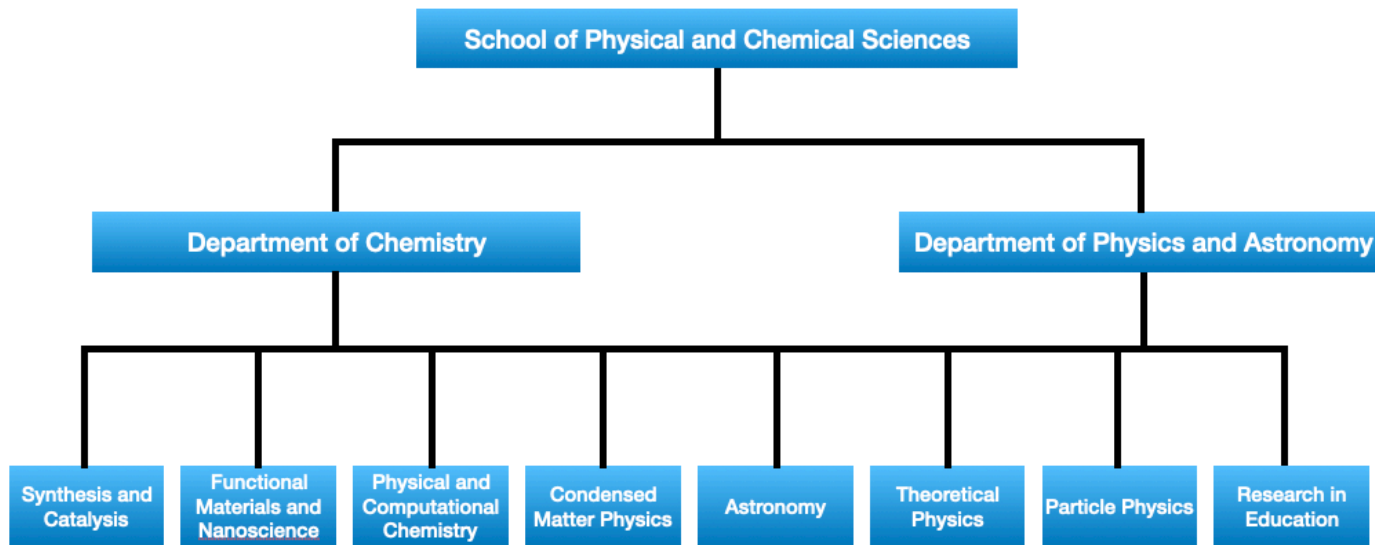 School of Physical and Chemical Sciences
Department of Chemistry
Department of Physics and Astronomy
Synthesis and
Catalysis
Functional
Materials and
Nanoscience
Physical and
Computational
Chemistry
Condensed
Matter Physics
Astronomy
Theoretical
Physics
Particle Physics
Research in
Education